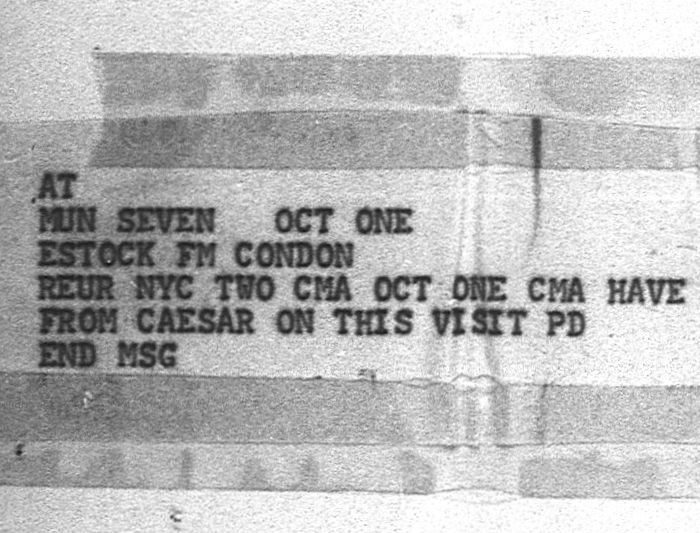 AT
MUN SEVEN OCT ONE
ESTOCK FM CONDON
REUR NYC TWO CMA OCT ONE CMA HAVE
FROM CAESAR ON THIS VISIT PD
END MSG